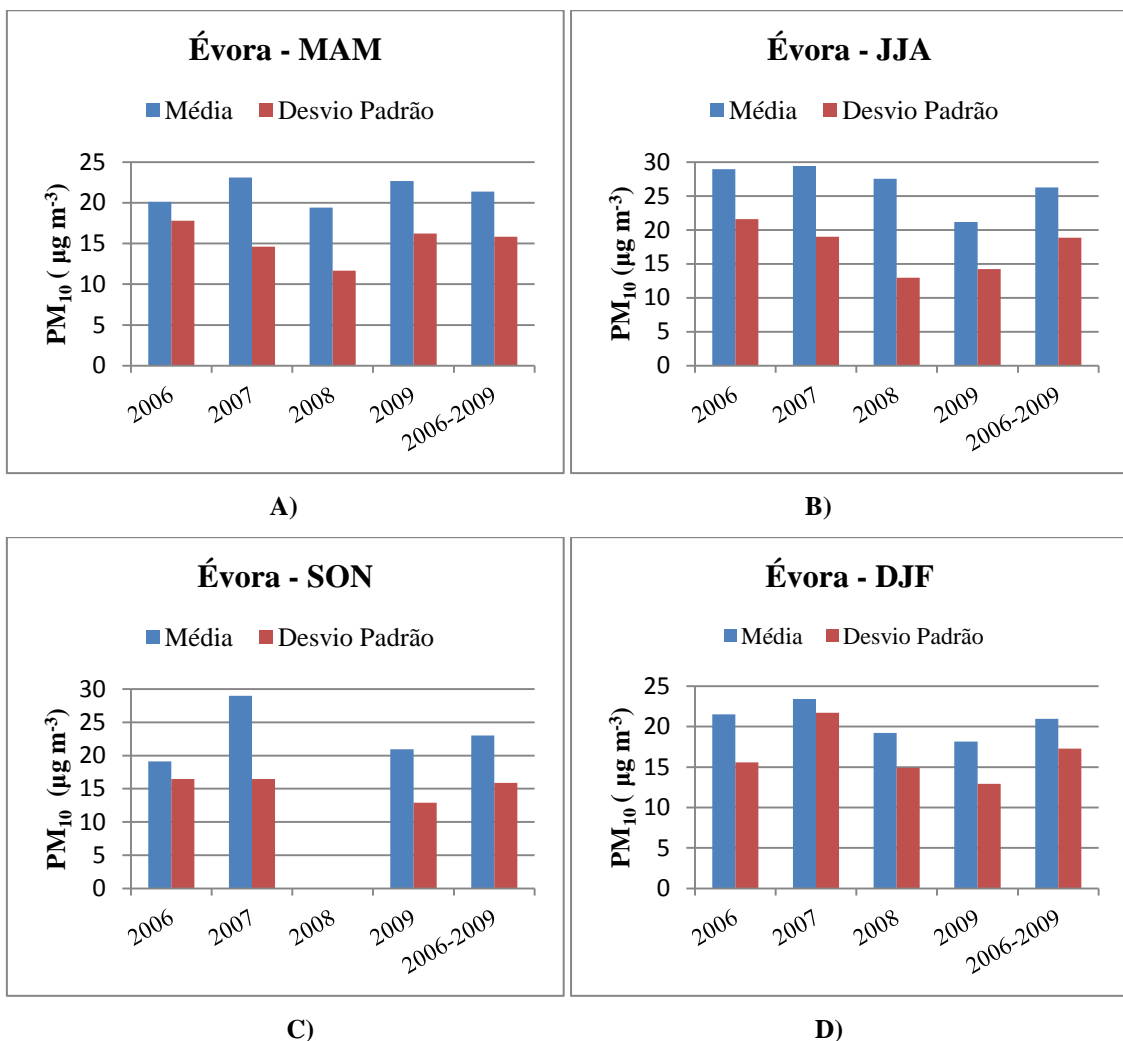 Évora - MAM
Média Desvio Padrão
PM10 ( µg m-3)
25
20
15
10
5
0
2006 2007 2008 2009 2006-2009
A)
Évora - JJA
Média Desvio Padrão
PM10 (µg m-3)
30
25
20
15
10
5
0
2006 2007 2008 2009 2006-2009
B)
Évora - SON
Média Desvio Padrão
PM10 (µg m-3)
30
25
20
15
10
5
0
2006 2007 2008 2009 2006-2009
C)
Évora - DJF
Média Desvio Padrão
PM10 ( µg m-3)
25
20
15
10
5
0
2006 2007 2008 2009 2006-2009
D)